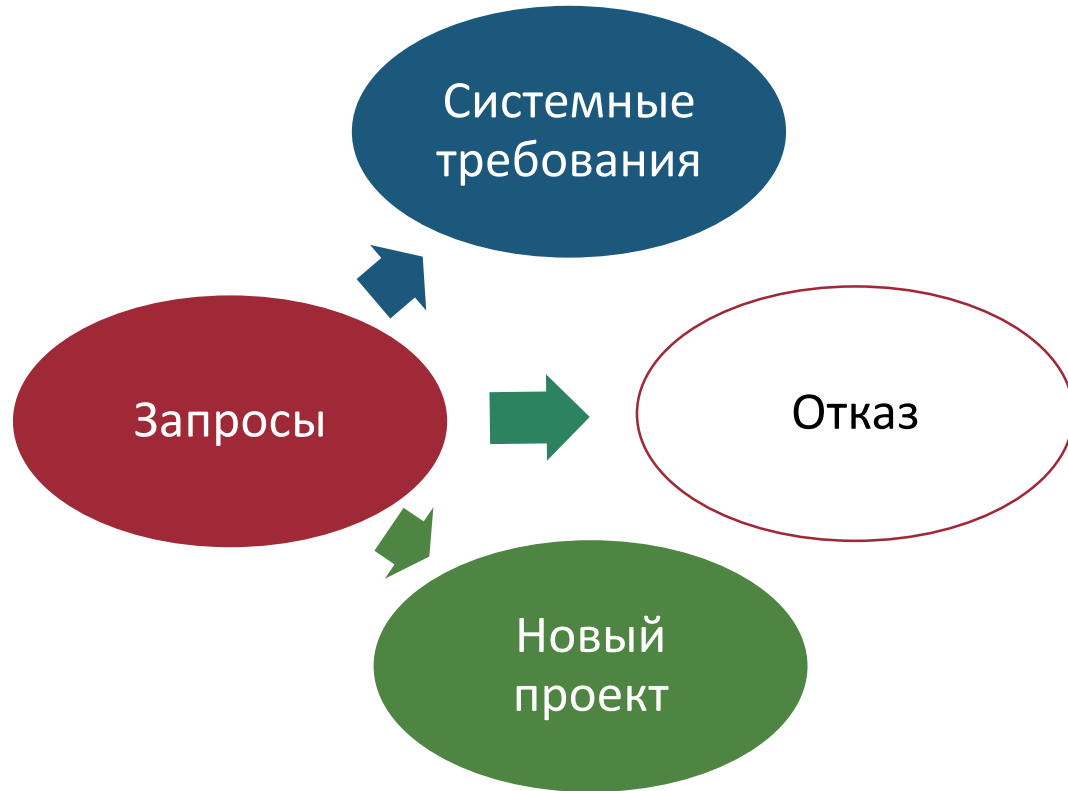 Системные
требования
Запросы
Отказ
Новый
проект